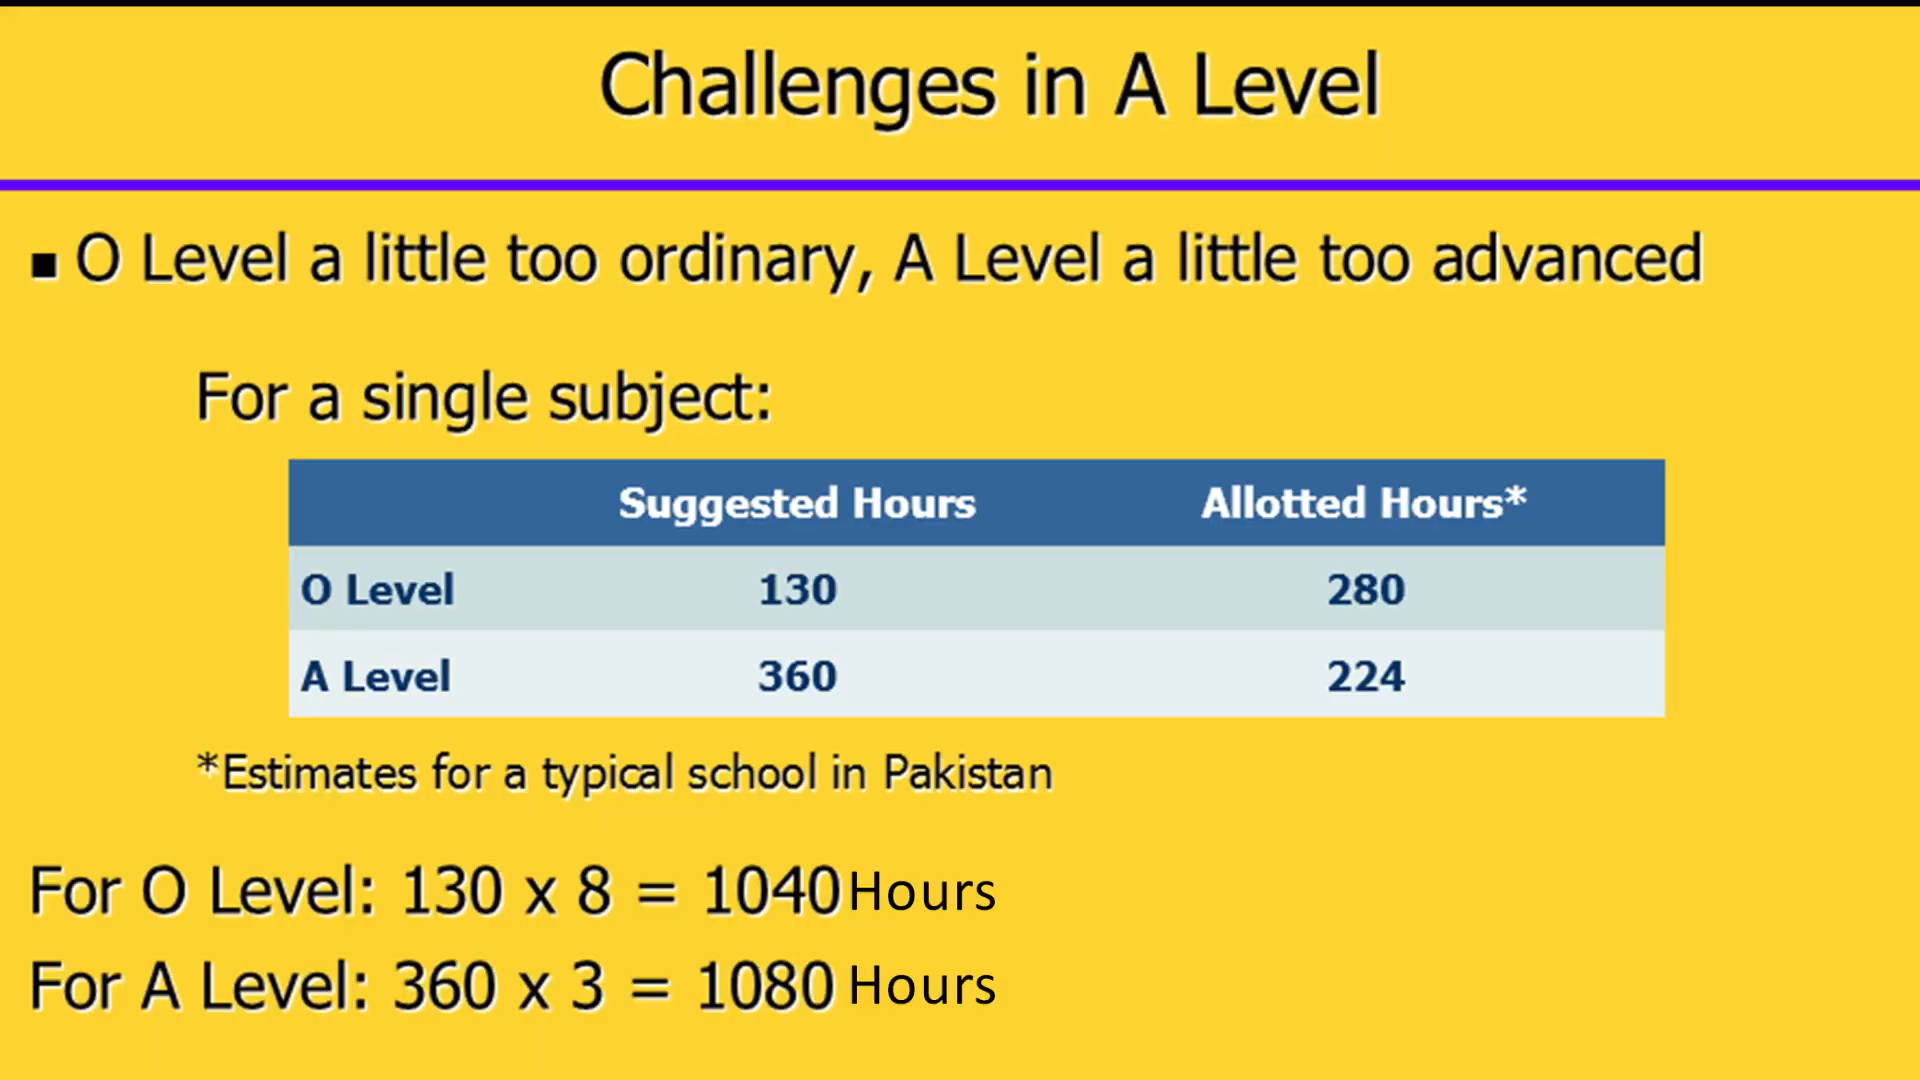 Challenges in A Level
▪ O Level a little too ordinary, A Level a little too advanced
For a single subject:
Suggested Hours Allotted Hours*
O Level 130 280
A Level 360 224
*Estimates for a typical school in Pakistan
For O Level: 130 x 8 = 1040 Hours
For A Level: 360 x 3 = 1080 Hours